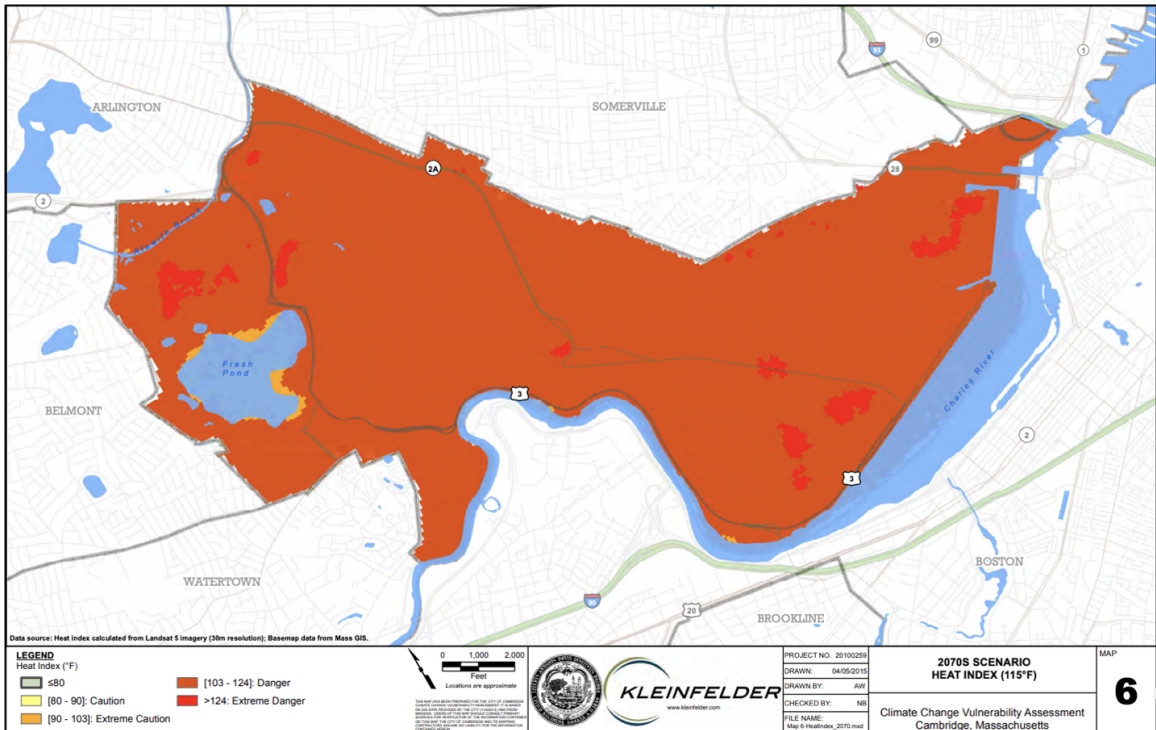 ARLINGTON
SOMERVILLE
93
99
1
2A
28
2
Fresh
Pond
3
BELMONT
Charles River
2
3
WATERTOWN
BOSTON
90
20
BROOKLINE
Data source: Heat index calculated from Landsat 5 imagery (30m resolution); Basemap data from Mass GIS.
LEGEND
Heat Index (°F)
≤80
[80 - 90]: Caution
[90 - 103]: Extreme Caution
[103 - 124]: Danger
>124: Extreme Danger
0 1,000 2,000
Feet
Locations are approximate
KLEINFELDER
www.kleinfelder.com
PROJECT NO. 20100259
DRAWN: 04/05/2015
DRAWN BY: AW
CHECKED BY: NB
FILE NAME:
Map 6-HeatIndex_2070.mxd
2070S SCENARIO
HEAT INDEX (115°F)
Climate Change Vulnerability Assessment
Cambridge, Massachusetts
MAP
6